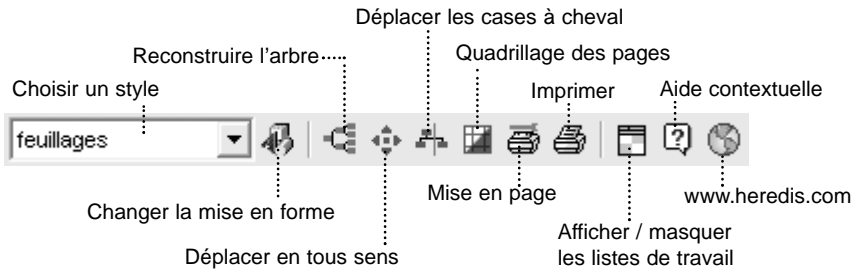 Déplacer les cases à cheval
Reconstruire l'arbre
Quadrillage des pages
Choisir un style
Imprimer
Aide contextuelle
feuillages
Changer la mise en forme
Mise en page
www.heredis.com
Déplacer en tous sens
Afficher / masquer
les listes de travail